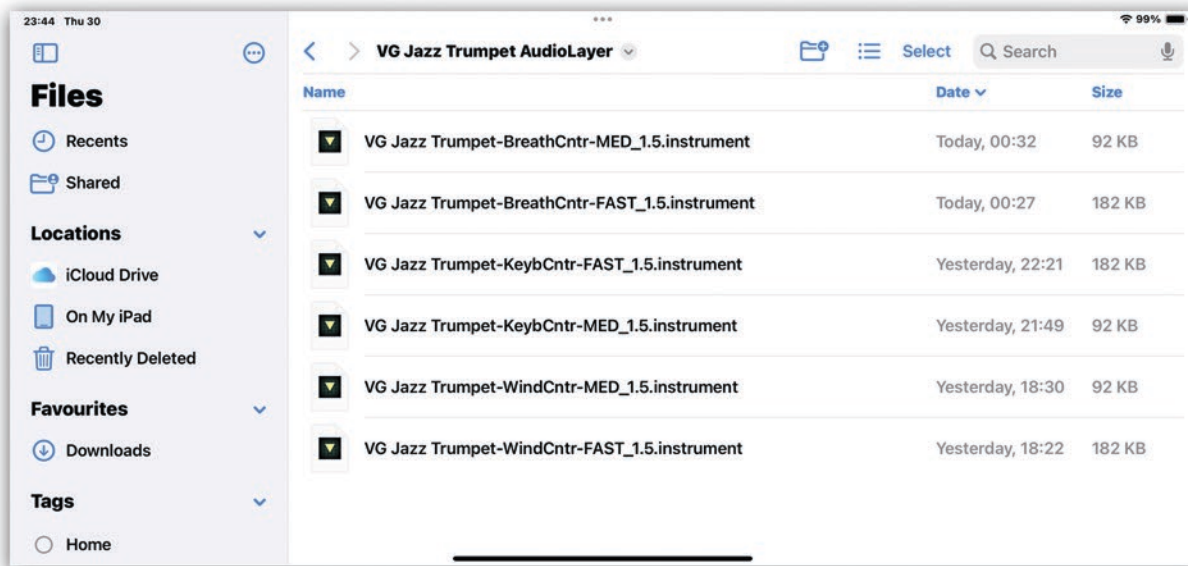 23:44 Thu 30
99%
Files
Recents
Shared
Locations
iCloud Drive
On My iPad
Recently Deleted
Favourites
Downloads
Tags
Home
VG Jazz Trumpet AudioLayer
Select
Search
Name Date Size
VG Jazz Trumpet-BreathCntr-MED_1.5.instrument Today, 00:32 92 KB
VG Jazz Trumpet-BreathCntr-FAST_1.5.instrument Today, 00:27 182 KB
VG Jazz Trumpet-KeybCntr-FAST_1.5.instrument Yesterday, 22:21 182 KB
VG Jazz Trumpet-KeybCntr-MED_1.5.instrument Yesterday, 21:49 92 KB
VG Jazz Trumpet-WindCntr-MED_1.5.instrument Yesterday, 18:30 92 KB
VG Jazz Trumpet-WindCntr-FAST_1.5.instrument Yesterday, 18:22 182 KB